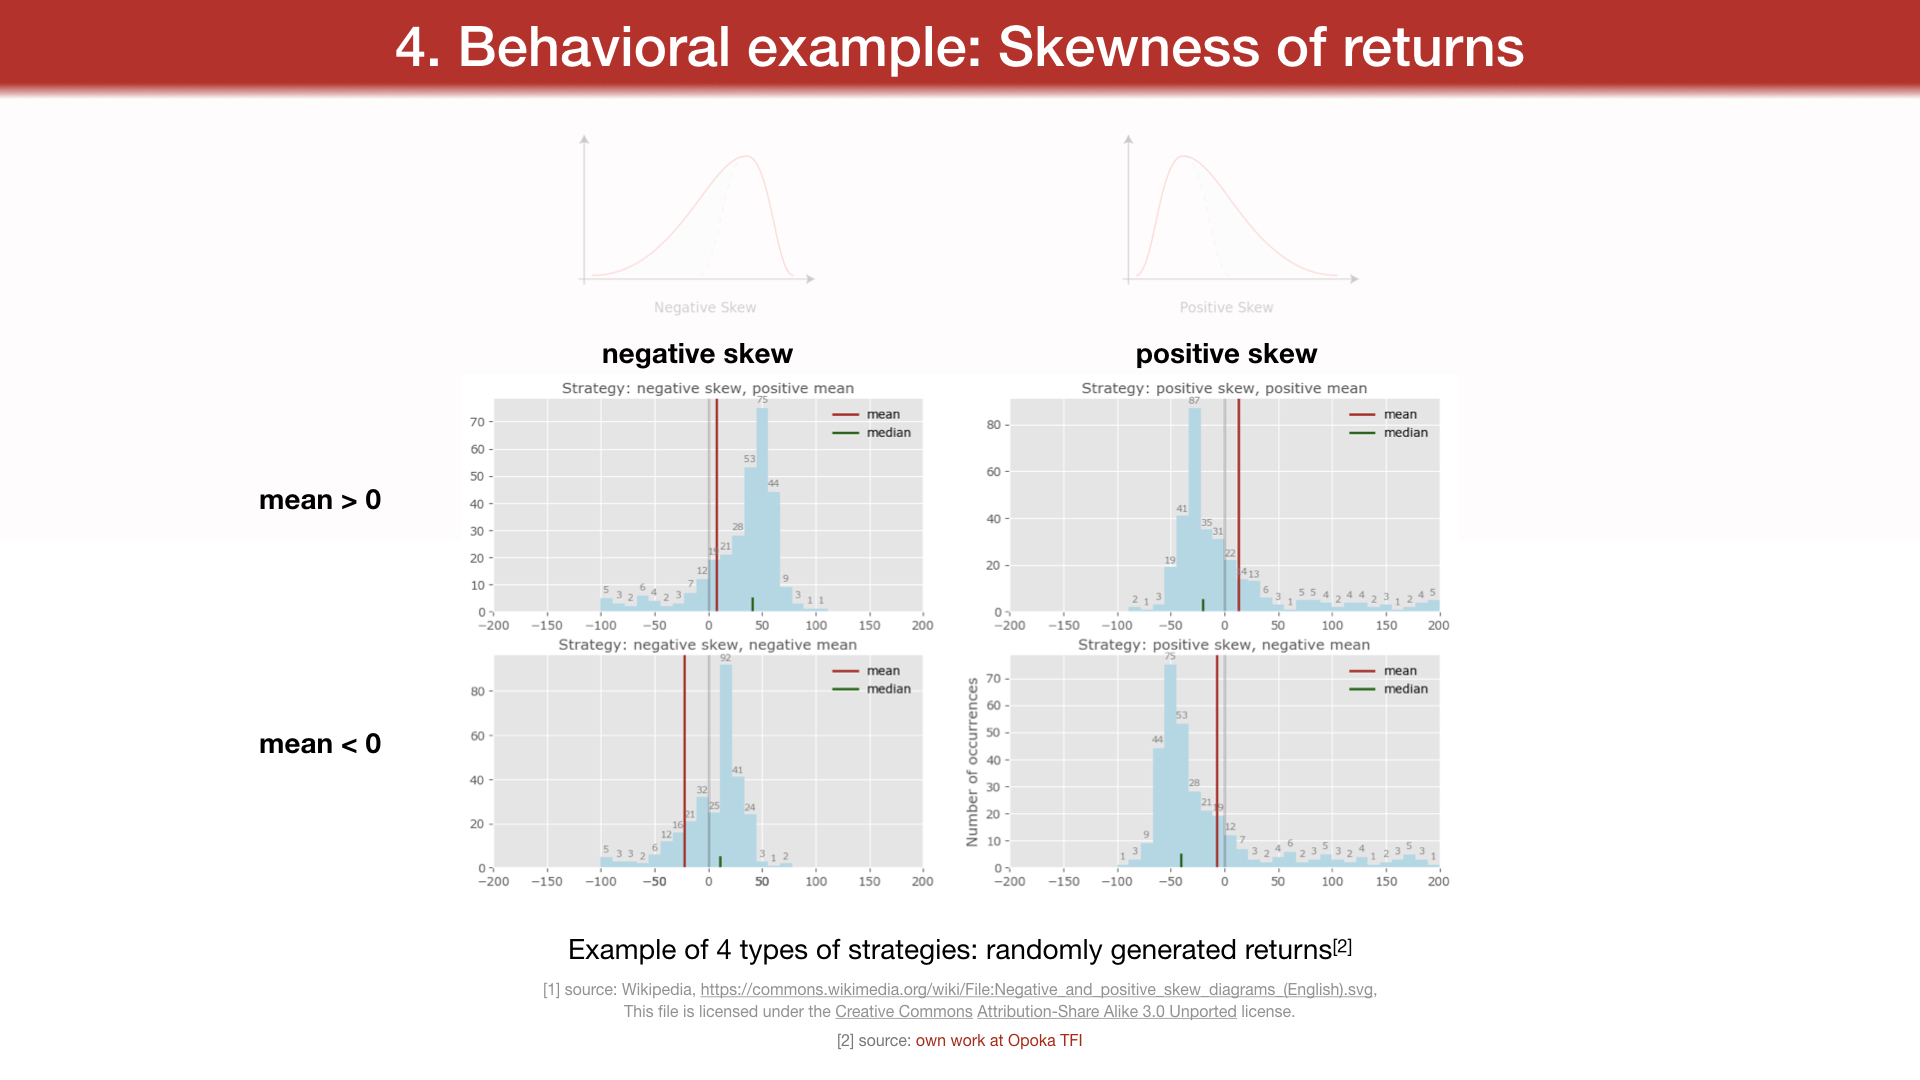 4. Behavioral example: Skewness of returns
Negative Skew
Positive Skew
negative skew
positive skew
mean > 0
Strategy: negative skew, positive mean
mean
median
70
60
50
40
30
20
10
0
5 3 2 6 4 2 3 7 12 21 28 53 75 44 9 3 1 1
−200 −150 −100 −50 0 50 100 150 200
Strategy: positive skew, positive mean
mean
median
80
60
40
20
0
2 1 3 19 41 87 35 31 22 4 13 6 3 1 5 5 4 2 4 4 2 3 1 2 4 5
−200 −150 −100 −50 0 50 100 150 200
mean < 0
Strategy: negative skew, negative mean
mean
median
80
60
40
20
0
5 3 3 2 6 12 16 21 32 25 92 41 24 3 1 2
−200 −150 −100 −50 0 50 100 150 200
Strategy: positive skew, negative mean
mean
median
Number of occurrences
70
60
50
40
30
20
10
0
1 3 9 44 75 53 28 21 19 12 7 3 2 4 6 2 3 5 3 2 4 1 2 3 5 3 1
−200 −150 −100 −50 0 50 100 150 200
Example of 4 types of strategies: randomly generated returns[2]
[1] source: Wikipedia, https://commons.wikimedia.org/wiki/File:Negative_and_positive_skew_diagrams_(English).svg,
This file is licensed under the Creative Commons Attribution-Share Alike 3.0 Unported license.
[2] source: own work at Opoka TFI